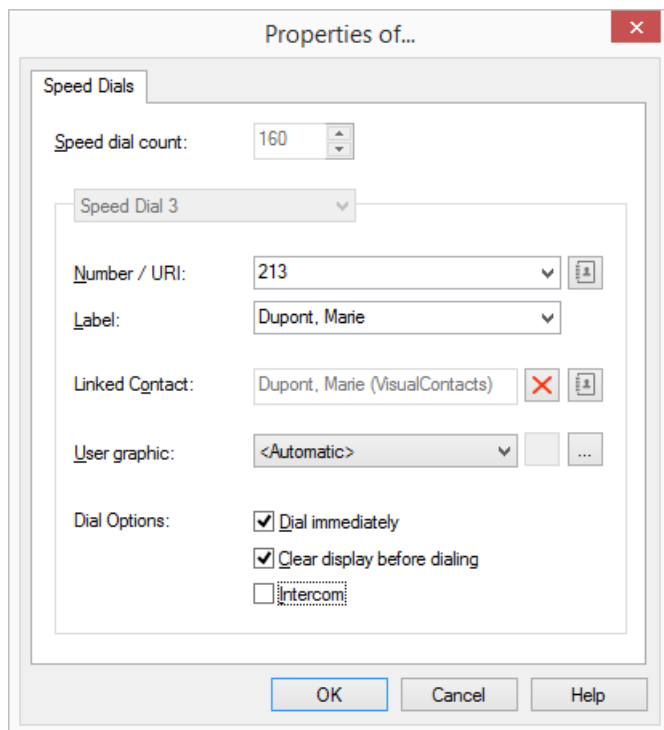 Properties of...
Speed Dials
Speed dial count: 160
Speed Dial 3
Number / URI: 213
Label: Dupont, Marie
Linked Contact: Dupont, Marie (VisualContacts)
User graphic: <Automatic> ...
Dial Options: Dial immediately
Clear display before dialing
Intercom
OK Cancel Help